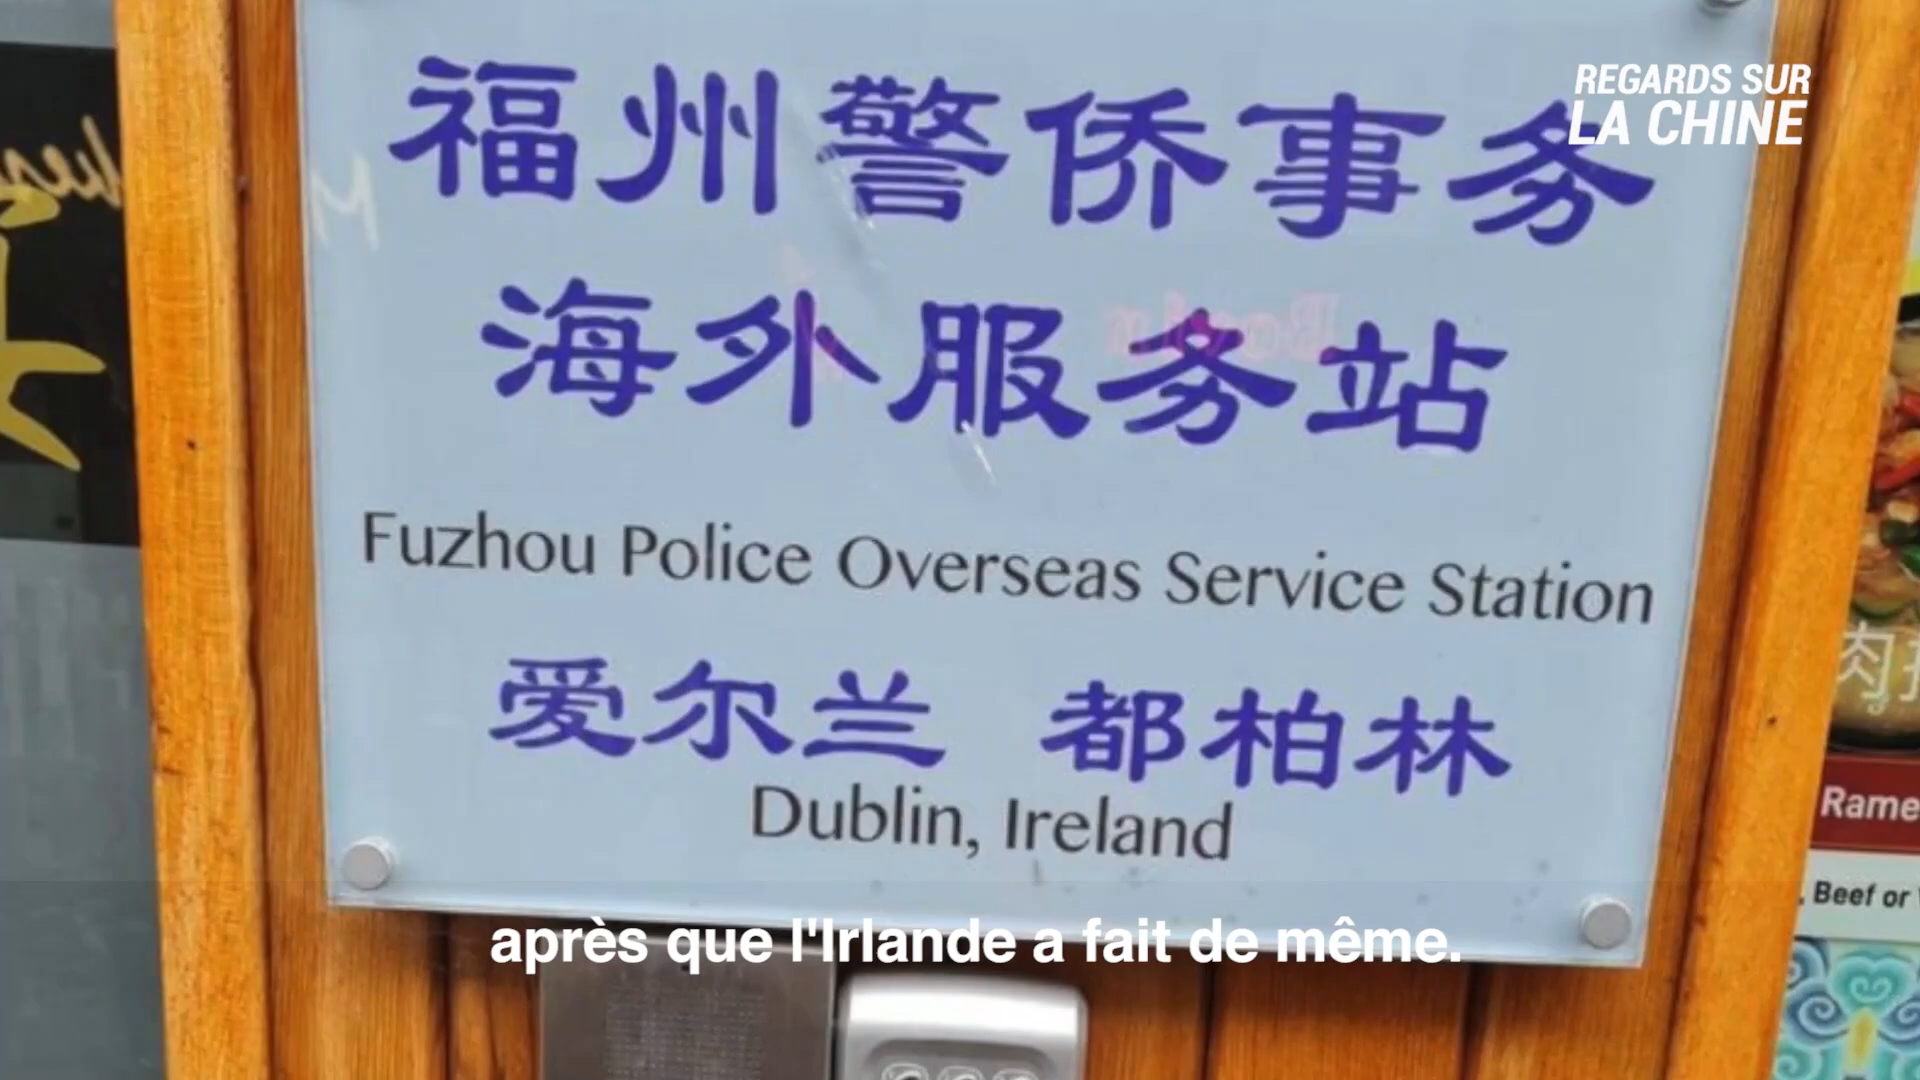 REGARDS SUR
LA CHINE
福州警侨事务
海外服务站
Fuzhou Police Overseas Service Station
爱尔兰 都柏林
Dublin, Ireland
après que l'Irlande a fait de même.
肉
Rame
Beef or